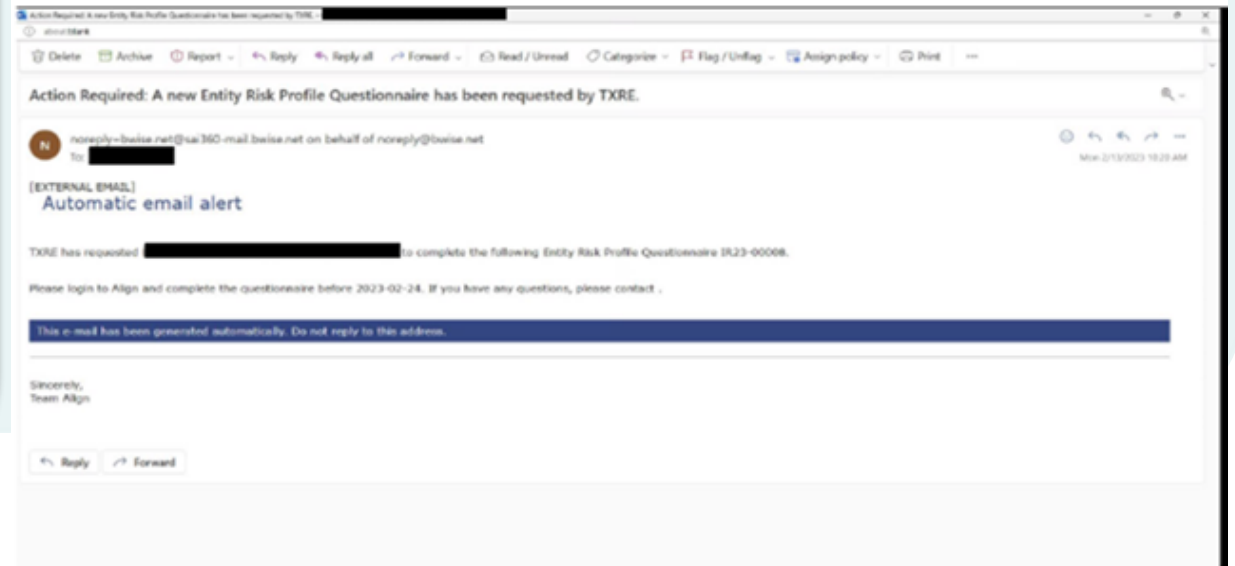 Action Required: A new Entity Risk Profile Questionnaire has been requested by TXRE. -
about:blank
Delete Archive Report Reply Reply all Forward Read / Unread Categorize Flag / Unflag Assign policy Print ...
Action Required: A new Entity Risk Profile Questionnaire has been requested by TXRE.
N
noreply=bwise.net@sai360-mail.bwise.net on behalf of noreply@bwise.net
To:
Mon 2/13/2023 10:20 AM
[EXTERNAL EMAIL]
Automatic email alert
TXRE has requested to complete the following Entity Risk Profile Questionnaire IR23-00008.
Please login to Align and complete the questionnaire before 2023-02-24. If you have any questions, please contact .
This e-mail has been generated automatically. Do not reply to this address.
Sincerely,
Team Align
Reply Forward